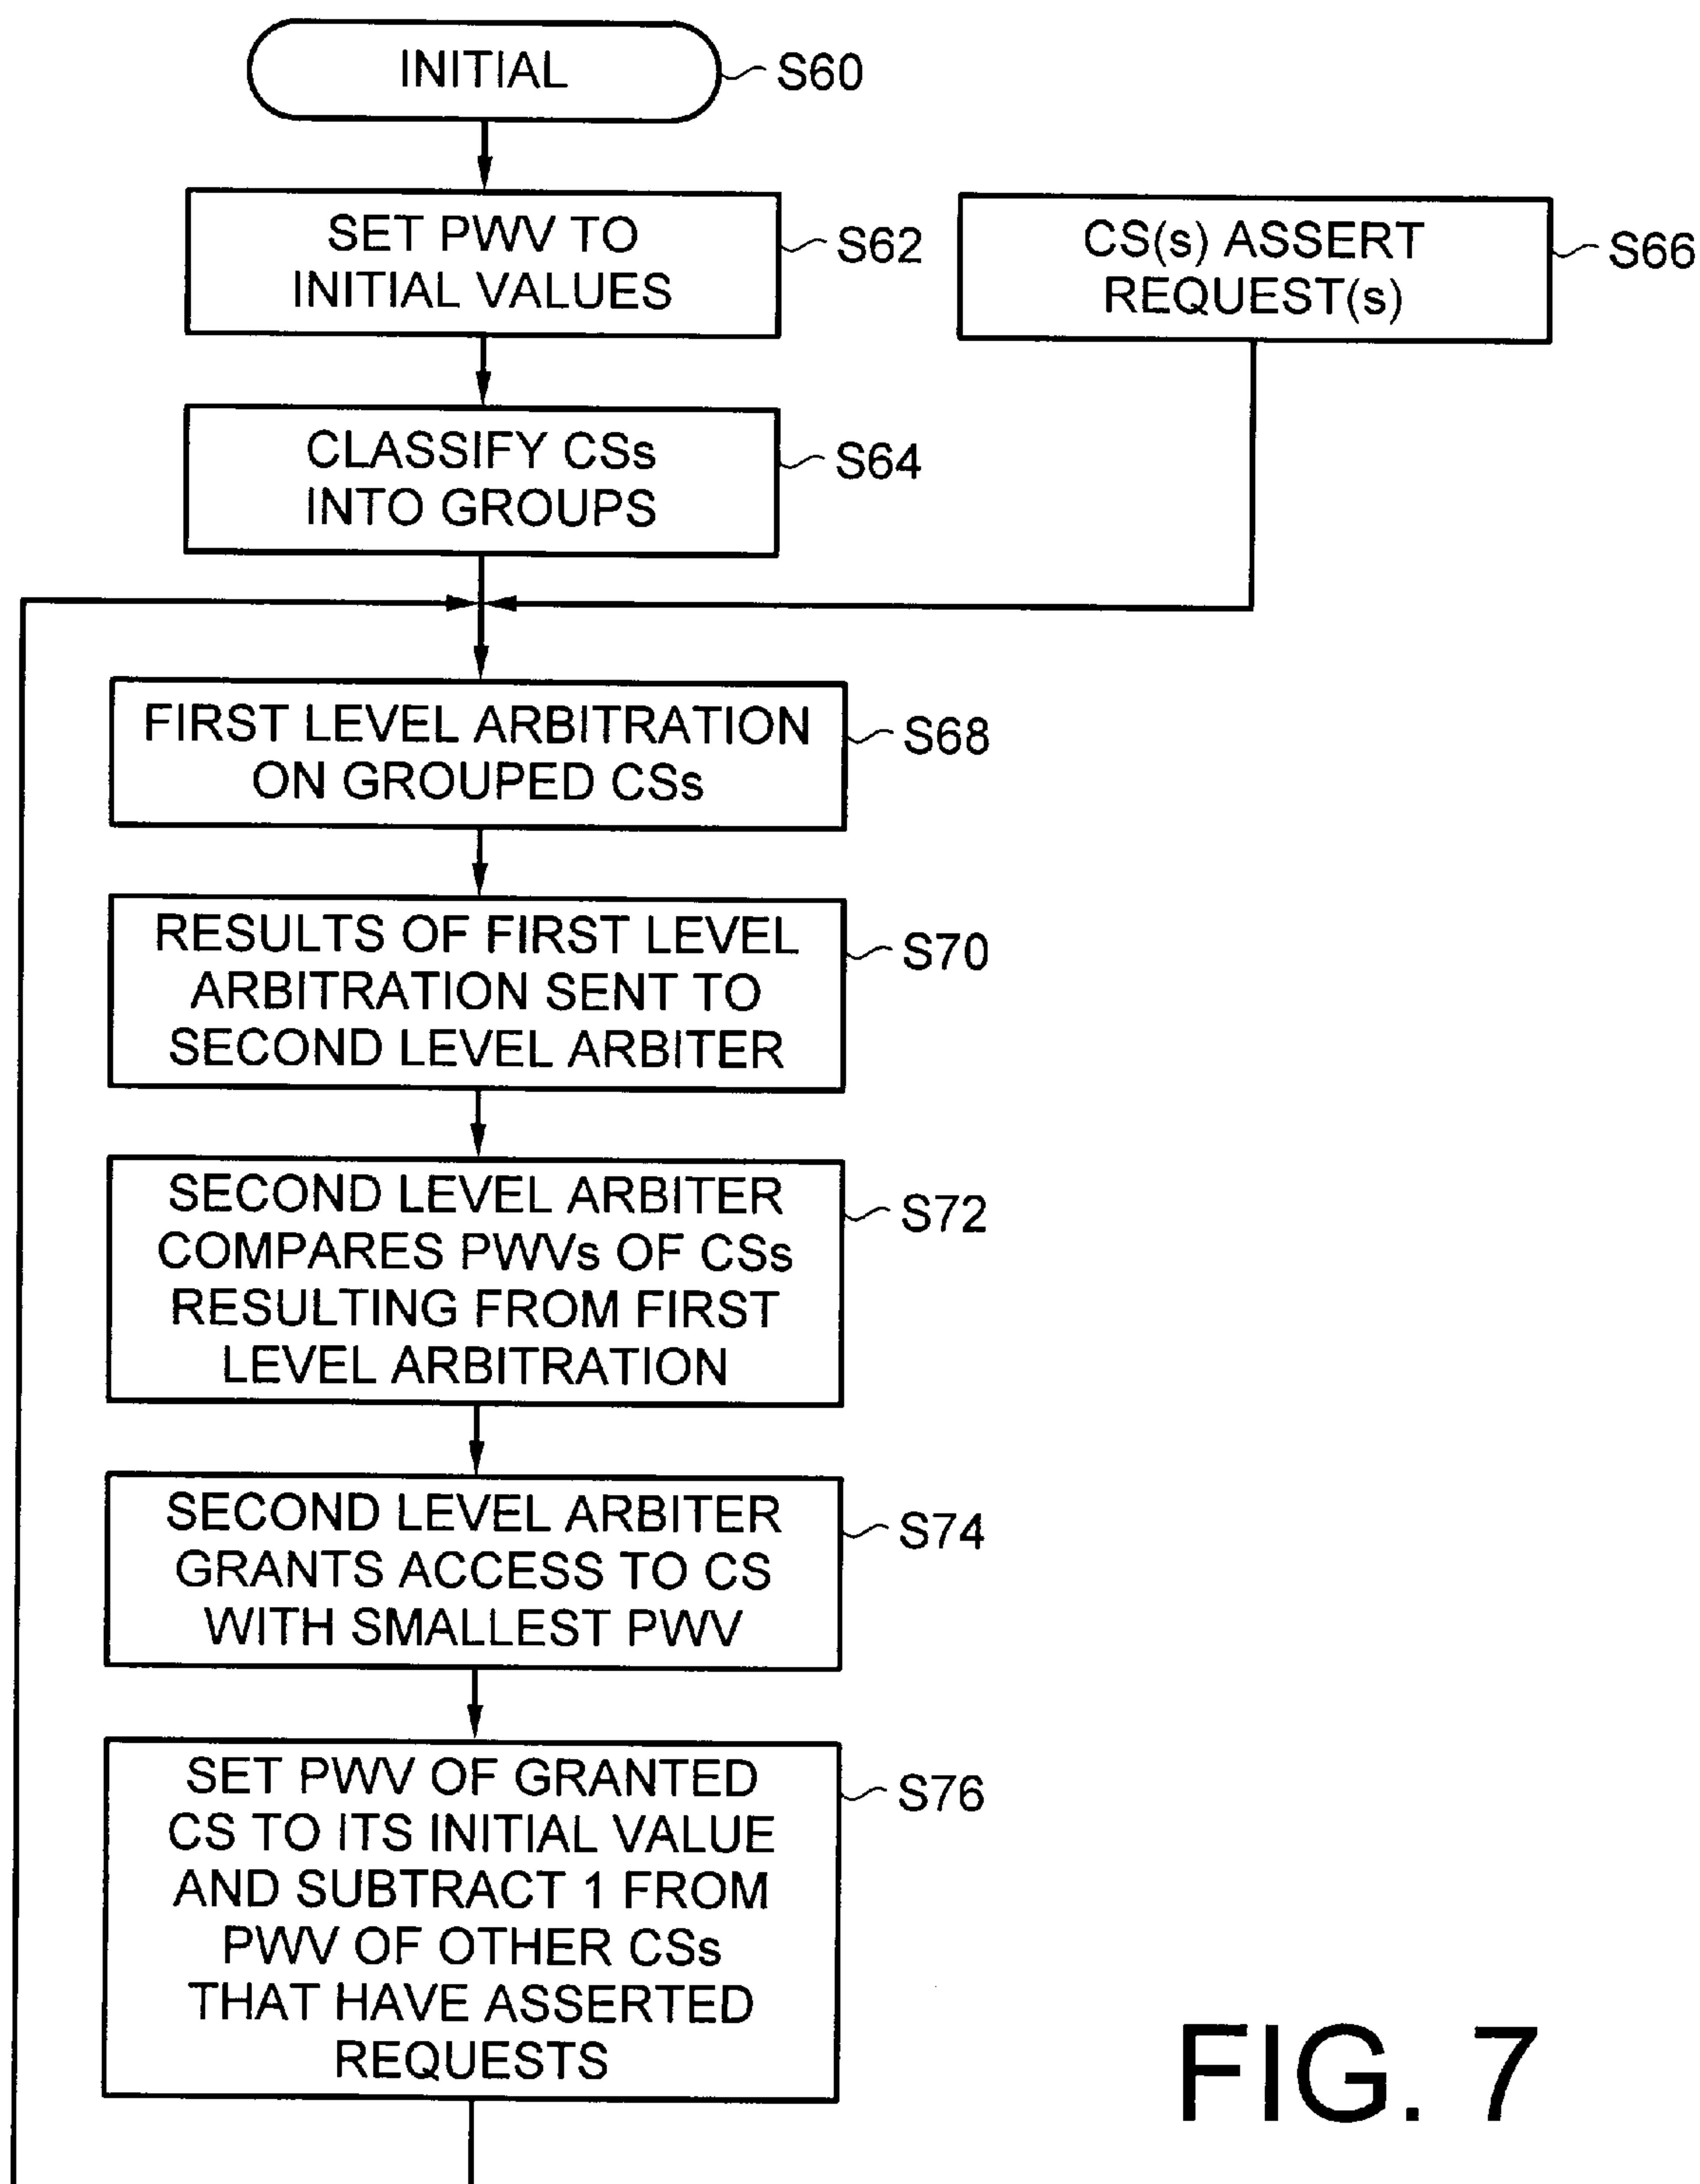 INITIAL
S60
SET PWV TO
INITIAL VALUES
S62
CS(s) ASSERT
REQUEST(s)
S66
CLASSIFY CSs
INTO GROUPS
S64
FIRST LEVEL ARBITRATION
ON GROUPED CSs
S68
RESULTS OF FIRST LEVEL
ARBITRATION SENT TO
SECOND LEVEL ARBITER
S70
SECOND LEVEL ARBITER
COMPARES PWVs OF CSs
RESULTING FROM FIRST
LEVEL ARBITRATION
S72
SECOND LEVEL ARBITER
GRANTS ACCESS TO CS
WITH SMALLEST PWV
S74
SET PWV OF GRANTED
CS TO ITS INITIAL VALUE
AND SUBTRACT 1 FROM
PWV OF OTHER CSs
THAT HAVE ASSERTED
REQUESTS
S76
FIG. 7